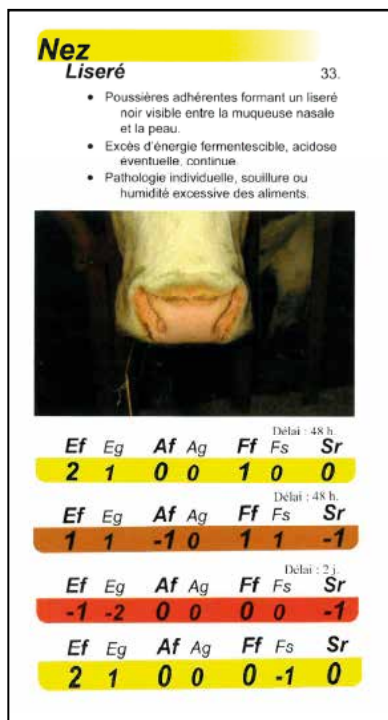 Nez
Liseré 33.
• Poussières adhérentes formant un liseré
noir visible entre la muqueuse nasale
et la peau.
• Excès d'énergie fermentescible, acidose
éventuelle, continue.
• Pathologie individuelle, souillure ou
humidité excessive des aliments.
Délai : 48 h.
Ef Eg Af Ag Ff Fs Sr
2 1 0 0 1 0 0
Délai : 48 h.
Ef Eg Af Ag Ff Fs Sr
1 1 -1 0 1 1 -1
Délai : 2 j.
Ef Eg Af Ag Ff Fs Sr
-1 -2 0 0 0 0 -1
Ef Eg Af Ag Ff Fs Sr
2 1 0 0 0 -1 0